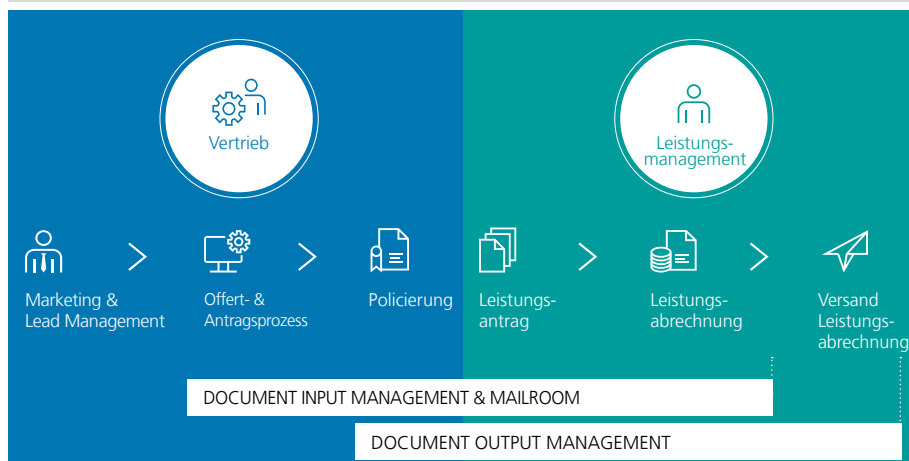 Vertrieb
Leistungs-
management
Marketing &
Lead Management
Offert- &
Antragsprozess
Policierung
Leistungs-
antrag
Leistungs-
abrechnung
Versand
Leistungs-
abrechnung
DOCUMENT INPUT MANAGEMENT & MAILROOM
DOCUMENT OUTPUT MANAGEMENT